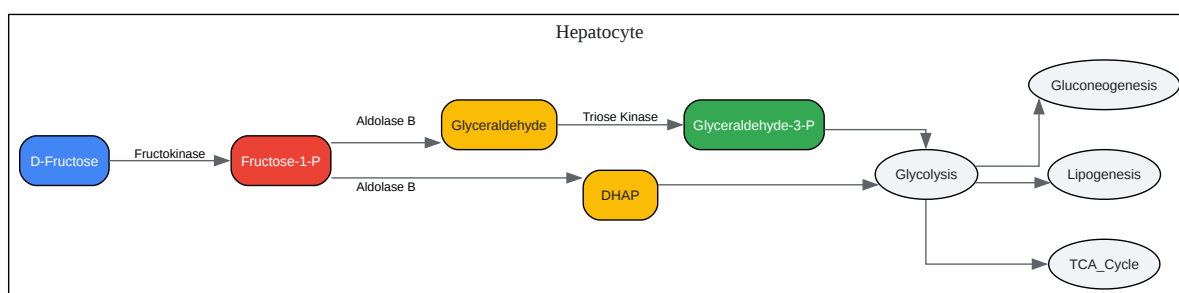 Hepatocyte
D-Fructose
Fructokinase
Fructose-1-P
Aldolase B
Glyceraldehyde
Triose Kinase
Glyceraldehyde-3-P
Aldolase B
DHAP
Glycolysis
Gluconeogenesis
Lipogenesis
TCA_Cycle